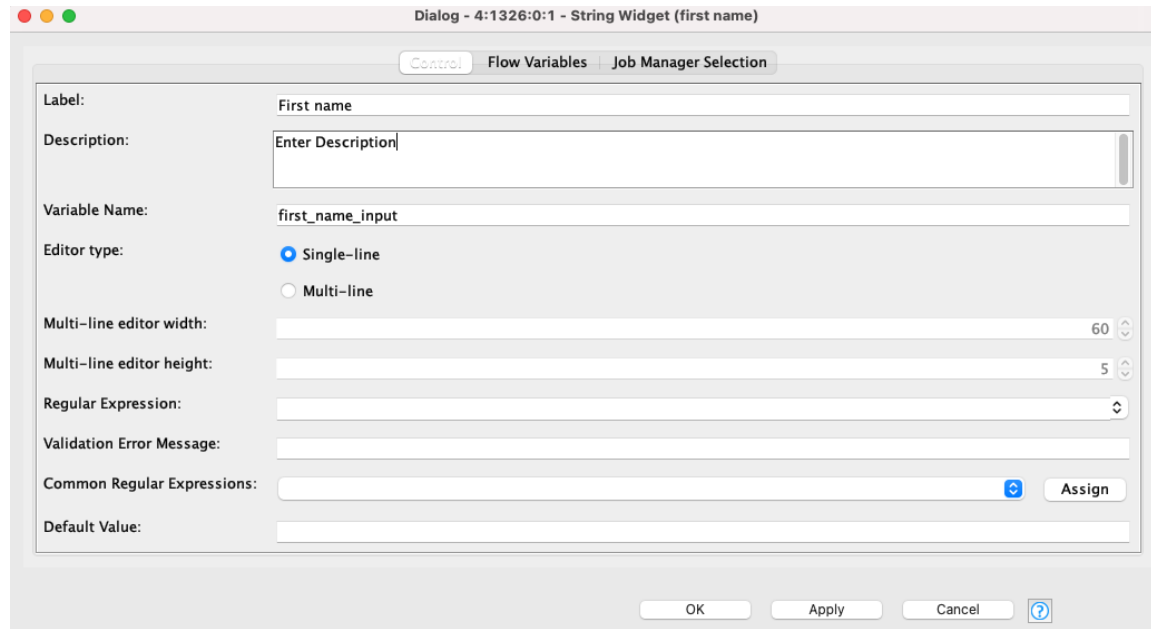 Dialog - 4:1326:0:1 - String Widget (first name)
Control Flow Variables Job Manager Selection
Label: First name
Description: Enter Description
Variable Name: first_name_input
Editor type: Single-line
Multi-line
Multi-line editor width: 60
Multi-line editor height: 5
Regular Expression:
Validation Error Message:
Common Regular Expressions: Assign
Default Value:
OK Apply Cancel ?